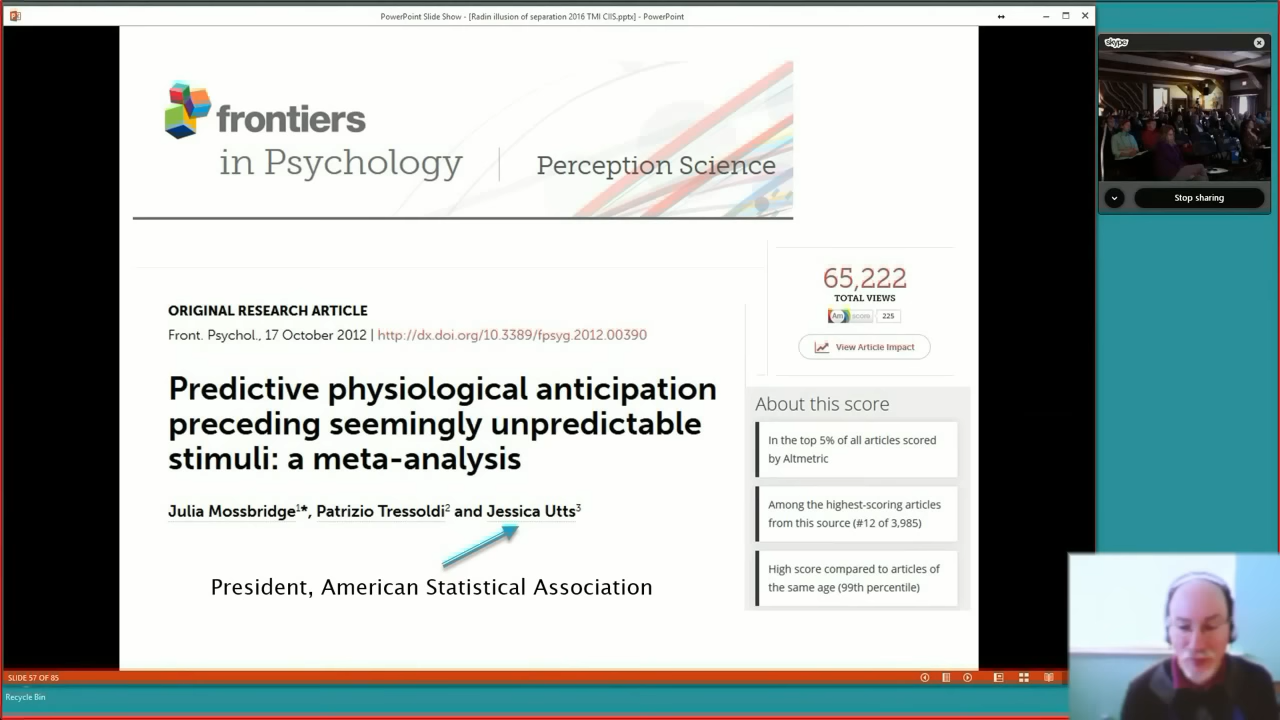 PowerPoint Slide Show - [Radin illusion of separation 2016 TMI CIIS.pptx] - PowerPoint
skype
Stop sharing
frontiers
in Psychology
Perception Science
65,222
TOTAL VIEWS
Am score 225
View Article Impact
ORIGINAL RESEARCH ARTICLE
Front. Psychol., 17 October 2012 | http://dx.doi.org/10.3389/fpsyg.2012.00390
Predictive physiological anticipation
preceding seemingly unpredictable
stimuli: a meta-analysis
Julia Mossbridge1*, Patrizio Tressoldi2 and Jessica Utts3
President, American Statistical Association
About this score
In the top 5% of all articles scored
by Altmetric
Among the highest-scoring articles
from this source (#12 of 3,985)
High score compared to articles of
the same age (99th percentile)
SLIDE 57 OF 85
Recycle Bin